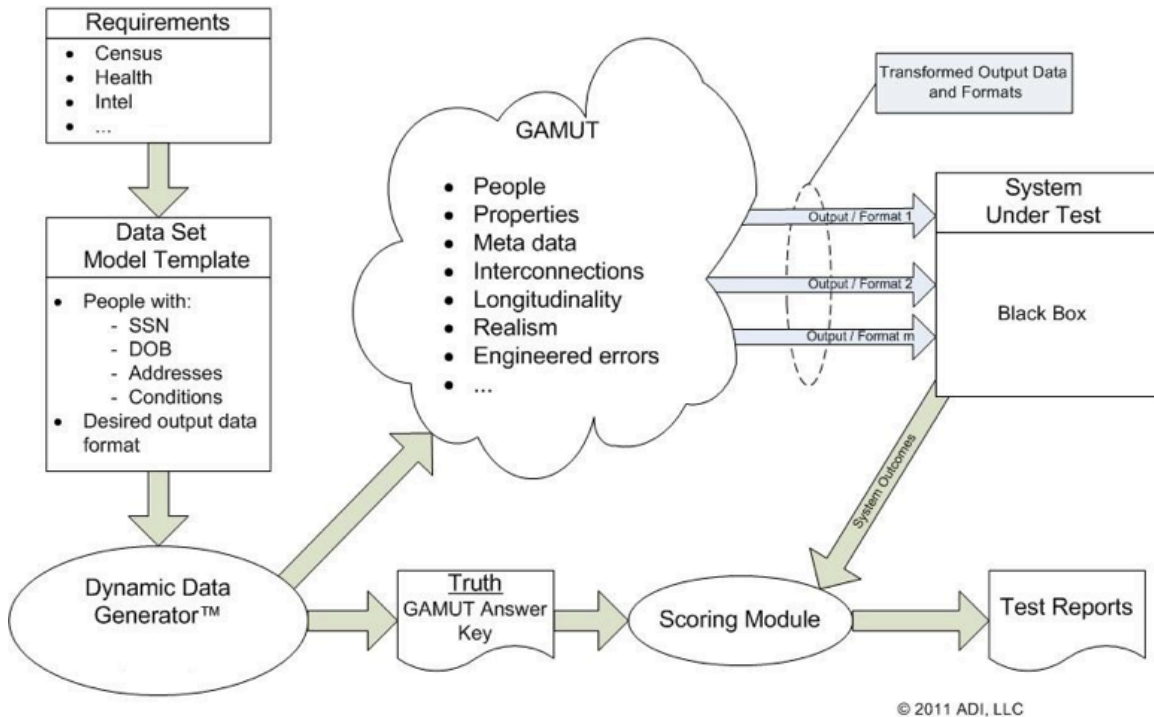 Requirements
• Census
• Health
• Intel
• ...
Data Set
Model Template
• People with:
- SSN
- DOB
- Addresses
- Conditions
• Desired output data
format
Dynamic Data
Generator™
GAMUT
• People
• Properties
• Meta data
• Interconnections
• Longitudinality
• Realism
• Engineered errors
• ...
Transformed Output Data
and Formats
Output / Format 1
Output / Format 2
Output / Format m
System
Under Test
Black Box
System Outcomes
Truth
GAMUT Answer
Key
Scoring Module
Test Reports
© 2011 ADI, LLC